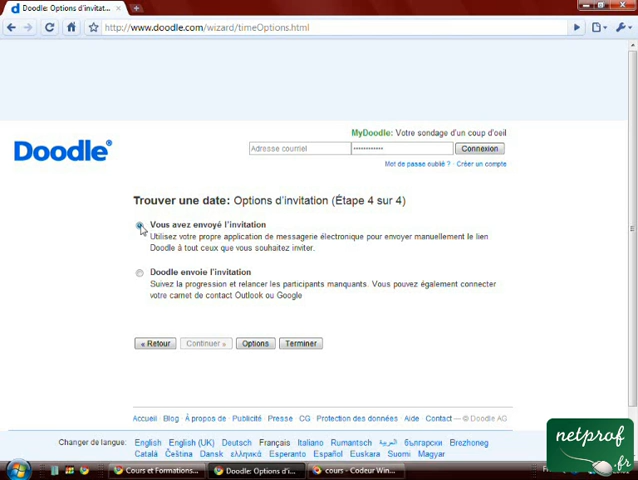 Doodle: Options d'invitat...
http://www.doodle.com/wizard/timeOptions.html
MyDoodle: Votre sondage d'un coup d'oeil
Doodle®
Adresse courriel
Connexion
Mot de passe oublié ? Créer un compte
Trouver une date: Options d'invitation (Étape 4 sur 4)
Vous avez envoyé l'invitation
Utilisez votre propre application de messagerie électronique pour envoyer manuellement le lien
Doodle à tout ceux que vous souhaitez inviter.
Doodle envoie l'invitation
Suivez la progression et relancer les participants manquants. Vous pouvez également connecter
votre carnet de contact Outlook ou Google
« Retour Continuer » Options Terminer
Accueil Blog À propos de Publicité Presse CG Protection des données Aide Contact — © Doodle AG
Changer de langue: English English (UK) Deutsch Français Italiano Rumantsch العربية български Brezhoneg
Català Čeština Dansk ελληνικά Esperanto Español Euskara Suomi Magyar
netprof
.fr
Cours et Formations... Doodle: Options d'i... cours - Codeur Win...